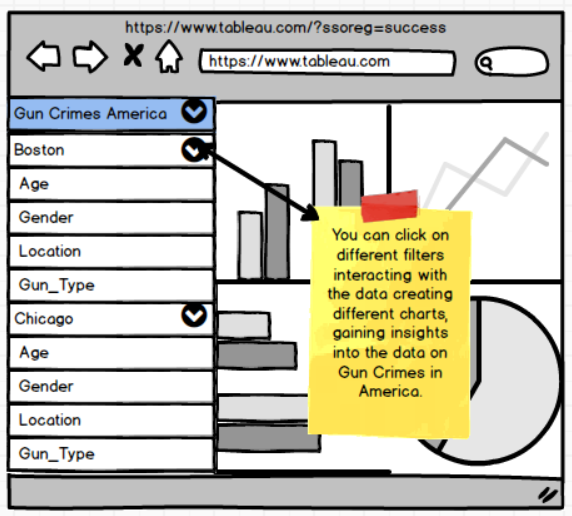 https://www.tableau.com/?ssoreg=success
https://www.tableau.com
Gun Crimes America
Boston
Age
Gender
Location
Gun_Type
Chicago
Age
Gender
Location
Gun_Type
You can click on
different filters
interacting with
the data creating
different charts,
gaining insights
into the data on
Gun Crimes in
America.